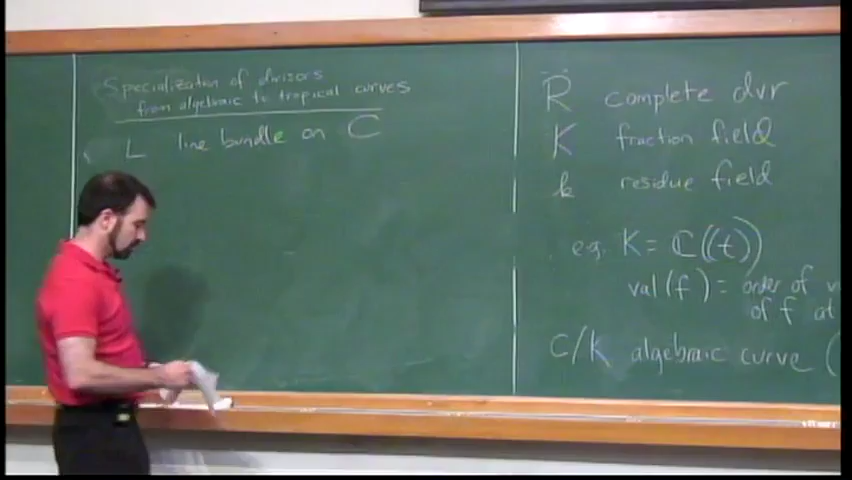 Specialization of divisors
from algebraic to tropical curves
L line bundle on C
R complete dvr
K fraction field
k residue field
e.g. K = ℂ((t))
val(f) = order of
of f at
C/K algebraic curve (